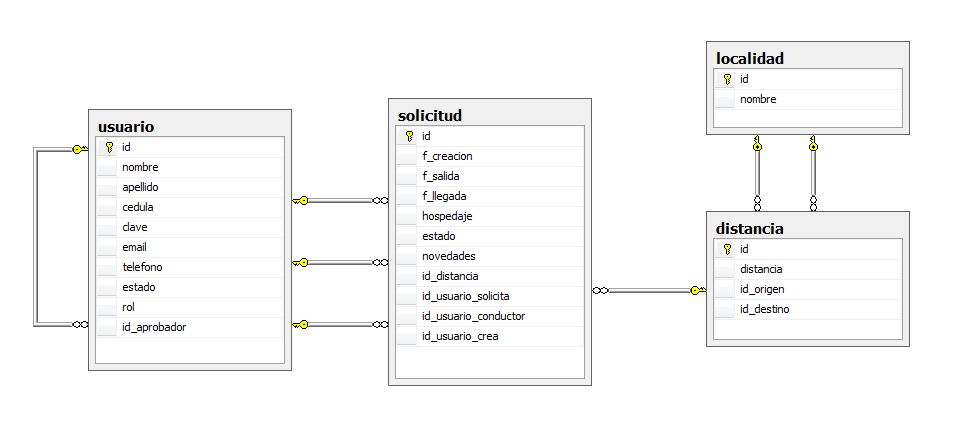 usuario
id
nombre
apellido
cedula
clave
email
telefono
estado
rol
id_aprobador
solicitud
id
f_creacion
f_salida
f_llegada
hospedaje
estado
novedades
id_distancia
id_usuario_solicita
id_usuario_conductor
id_usuario_crea
localidad
id
nombre
distancia
id
distancia
id_origen
id_destino